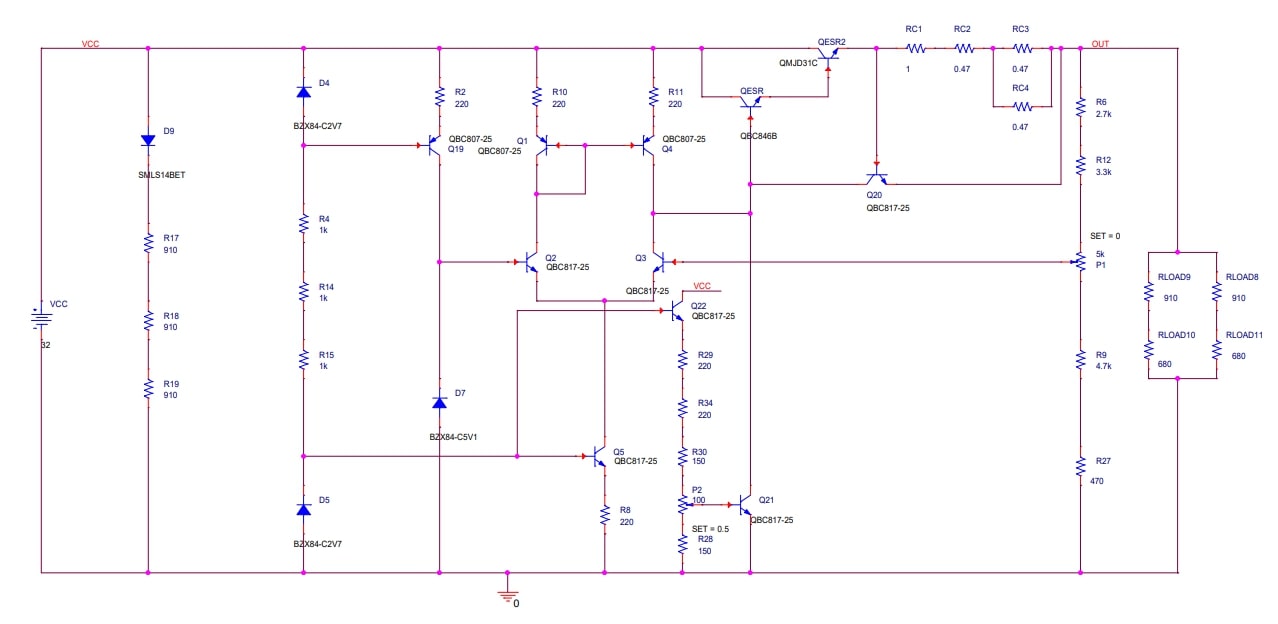 RC1
RC2
RC3
VCC
QESR2
OUT
QMJD31C
1
0.47
0.47
D4
R2
220
R10
220
R11
220
QESR
RC4
R6
2.7k
BZX84-C2V7
0.47
D9
QBC807-25
Q19
Q1
QBC807-25
QBC807-25
Q4
QBC846B
R12
3.3k
SMLS14BET
Q20
QBC817-25
R4
1k
R17
910
SET = 0
5k
P1
Q2
QBC817-25
Q3
QBC817-25
R14
1k
VCC
RLOAD9
910
RLOAD8
910
VCC
32
Q22
QBC817-25
R18
910
RLOAD10
680
RLOAD11
680
R15
1k
R29
220
R9
4.7k
R19
910
D7
BZX84-C5V1
R34
220
Q5
QBC817-25
R30
150
R27
470
D5
BZX84-C2V7
P2
100
Q21
QBC817-25
R8
220
SET = 0.5
R28
150
0